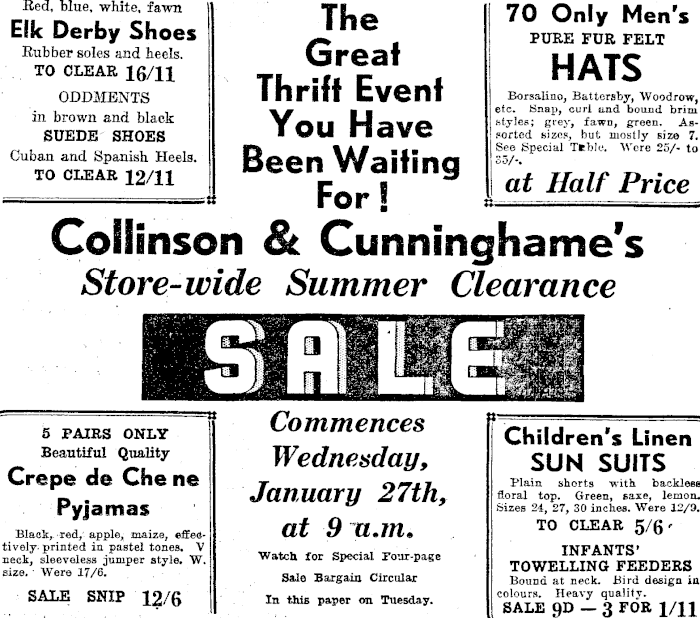 Red, blue, white, fawn
Elk Derby Shoes
Rubber soles and heels.
TO CLEAR 16/11
ODDMENTS
in brown and black
SUEDE SHOES
Cuban and Spanish Heels.
TO CLEAR 12/11
The
Great
Thrift Event
You Have
Been Waiting
For!
70 Only Men's
PURE FUR FELT
HATS
Borsalino, Battersby, Woodrow,
etc. Snap, curl and bound brim
styles; grey, fawn, green. As-
sorted sizes, but mostly size 7.
See Special Table. Were 25/- to
35/-.
at Half Price
Collinson & Cunninghame's
Store-wide Summer Clearance
SALE
5 PAIRS ONLY
Beautiful Quality
Crepe de Chene
Pyjamas
Black, red, apple, maize, effec-
tively printed in pastel tones. V
neck, sleeveless jumper style. W.
size. Were 17/6.
SALE SNIP 12/6
Commences
Wednesday,
January 27th,
at 9 a.m.
Watch for Special Four-page
Sale Bargain Circular
In this paper on Tuesday.
Children's Linen
SUN SUITS
Plain shorts with backless
floral top. Green, saxe, lemon.
Sizes 24, 27, 30 inches. Were 12/9.
TO CLEAR 5/6
INFANTS'
TOWELLING FEEDERS
Bound at neck. Bird design in
colours. Heavy quality.
SALE 9D — 3 FOR 1/11